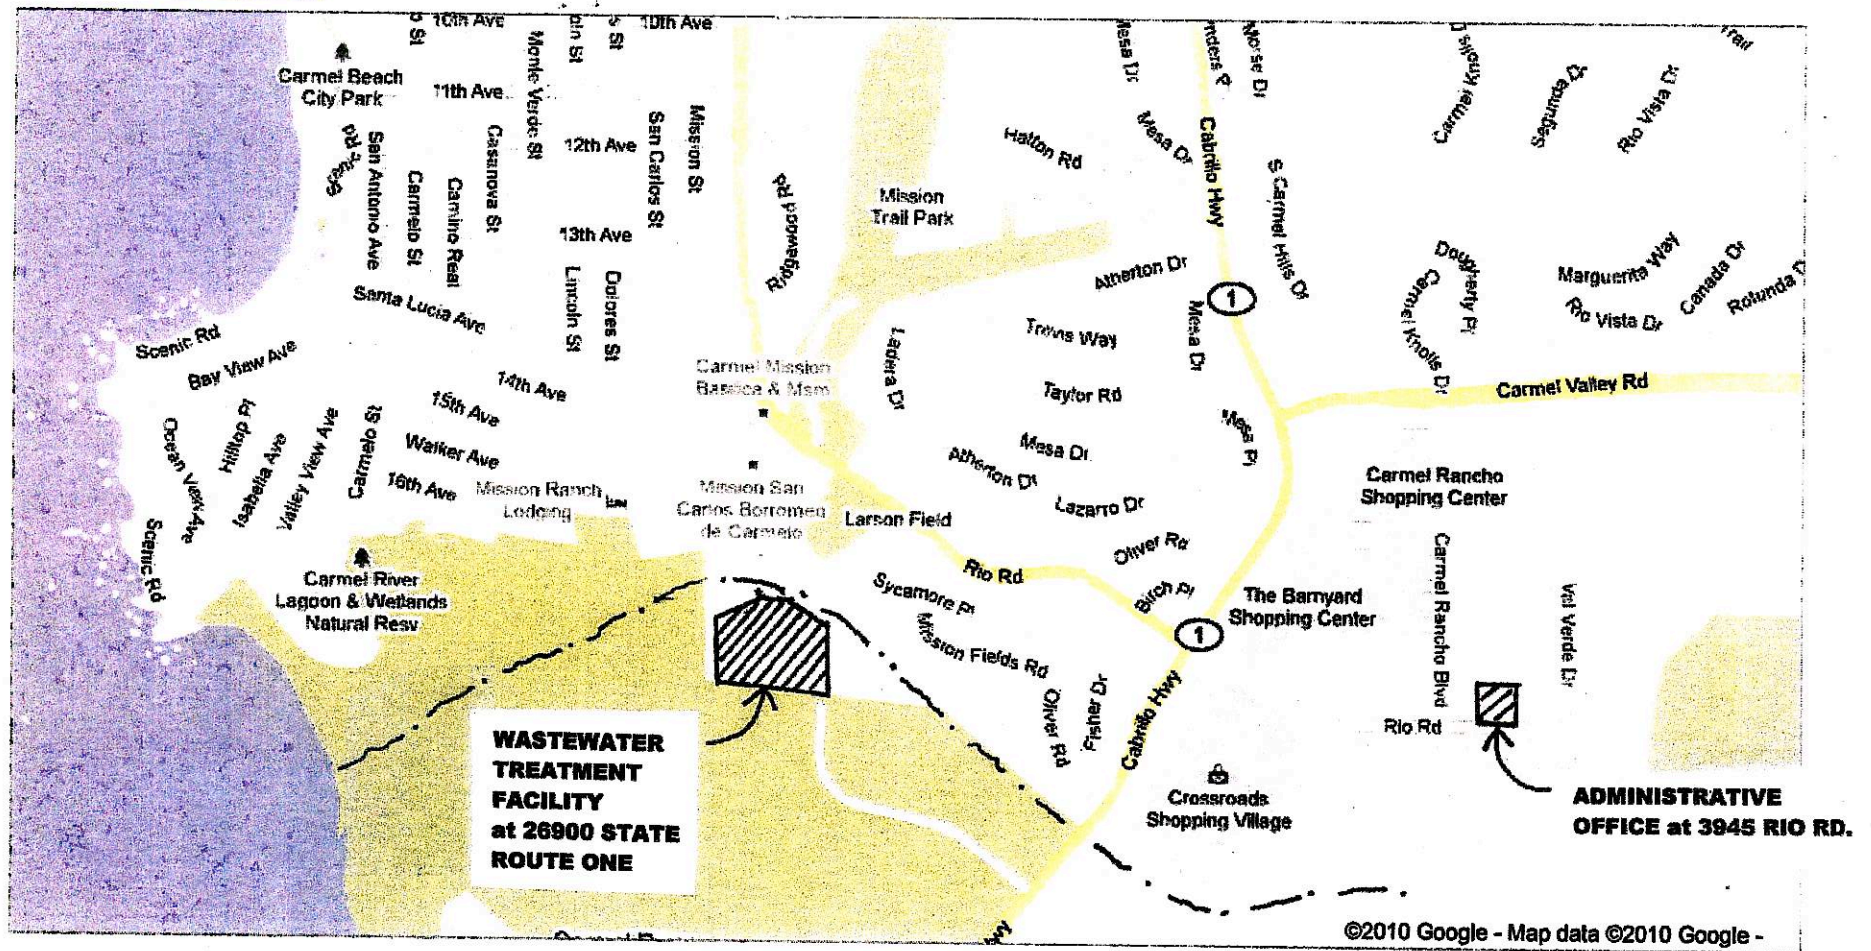 10th Ave
10th Ave
Carmel Beach
City Park
11th Ave
Monte Verde St
Mesa Dr
Morse Dr
Carmel Knolls D
Segunda Dr
Rio Vista Dr
Trail
San Antonio Ave
Carmelo St
Camino Real
Casanova St
12th Ave
San Carlos St
Mission St
Hatton Rd
Mesa Dr
Cabrillo Hwy
S Carmel Hills Dr
Mission
Trail Park
13th Ave
Ridgewood Rd
Atherton Dr
1
Dougherty Pl
Carmel Knolls Dr
Marguerita Way
Rio Vista Dr
Canada Dr
Rotunda D
Santa Lucia Ave
Lincoln St
Dolores St
Scenic Rd
Bay View Ave
Ladera Dr
Trevis Way
Mesa Dr
Carmel Mission
Basilica & Msm
14th Ave
15th Ave
Taylor Rd
Carmel Valley Rd
Ocean View Ave
Hilltop Pl
Isabella Ave
Valley View Ave
Carmelo St
Walker Ave
16th Ave
Mesa Dr
Mesa Pl
Atherton Dr
Lazarro Dr
Carmel Rancho
Shopping Center
Mission Ranch
Lodging
Mission San
Carlos Borromeo
de Carmelo
Larson Field
Scenic Rd
Oliver Rd
Rio Rd
Birch Pl
The Barnyard
Shopping Center
Carmel Rancho Blvd
Val Verde Dr
Carmel River
Lagoon & Wetlands
Natural Resv
Sycamore Pl
Mission Fields Rd
1
Oliver Rd
Fisher Dr
Cabrillo Hwy
Rio Rd
WASTEWATER
TREATMENT
FACILITY
at 26900 STATE
ROUTE ONE
Crossroads
Shopping Village
ADMINISTRATIVE
OFFICE at 3945 RIO RD.
©2010 Google - Map data ©2010 Google -